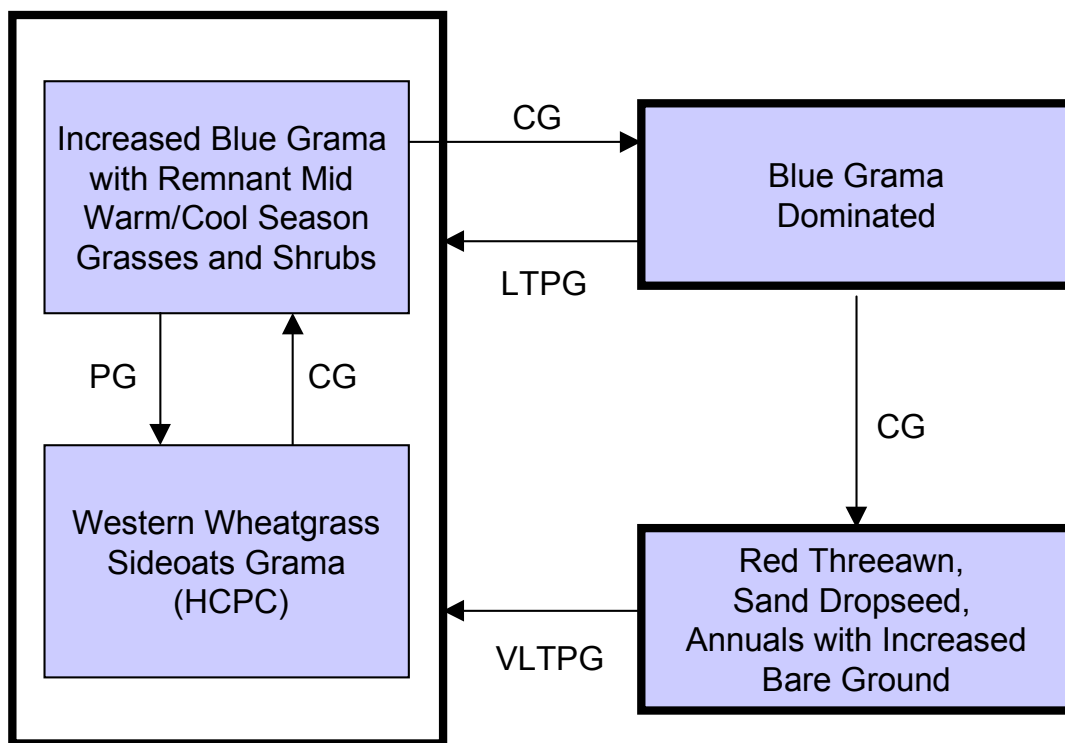 Increased Blue Grama
with Remnant Mid
Warm/Cool Season
Grasses and Shrubs
CG
Blue Grama
Dominated
LTPG
PG
CG
CG
Western Wheatgrass
Sideoats Grama
(HCPC)
VLTPG
Red Threeawn,
Sand Dropseed,
Annuals with Increased
Bare Ground